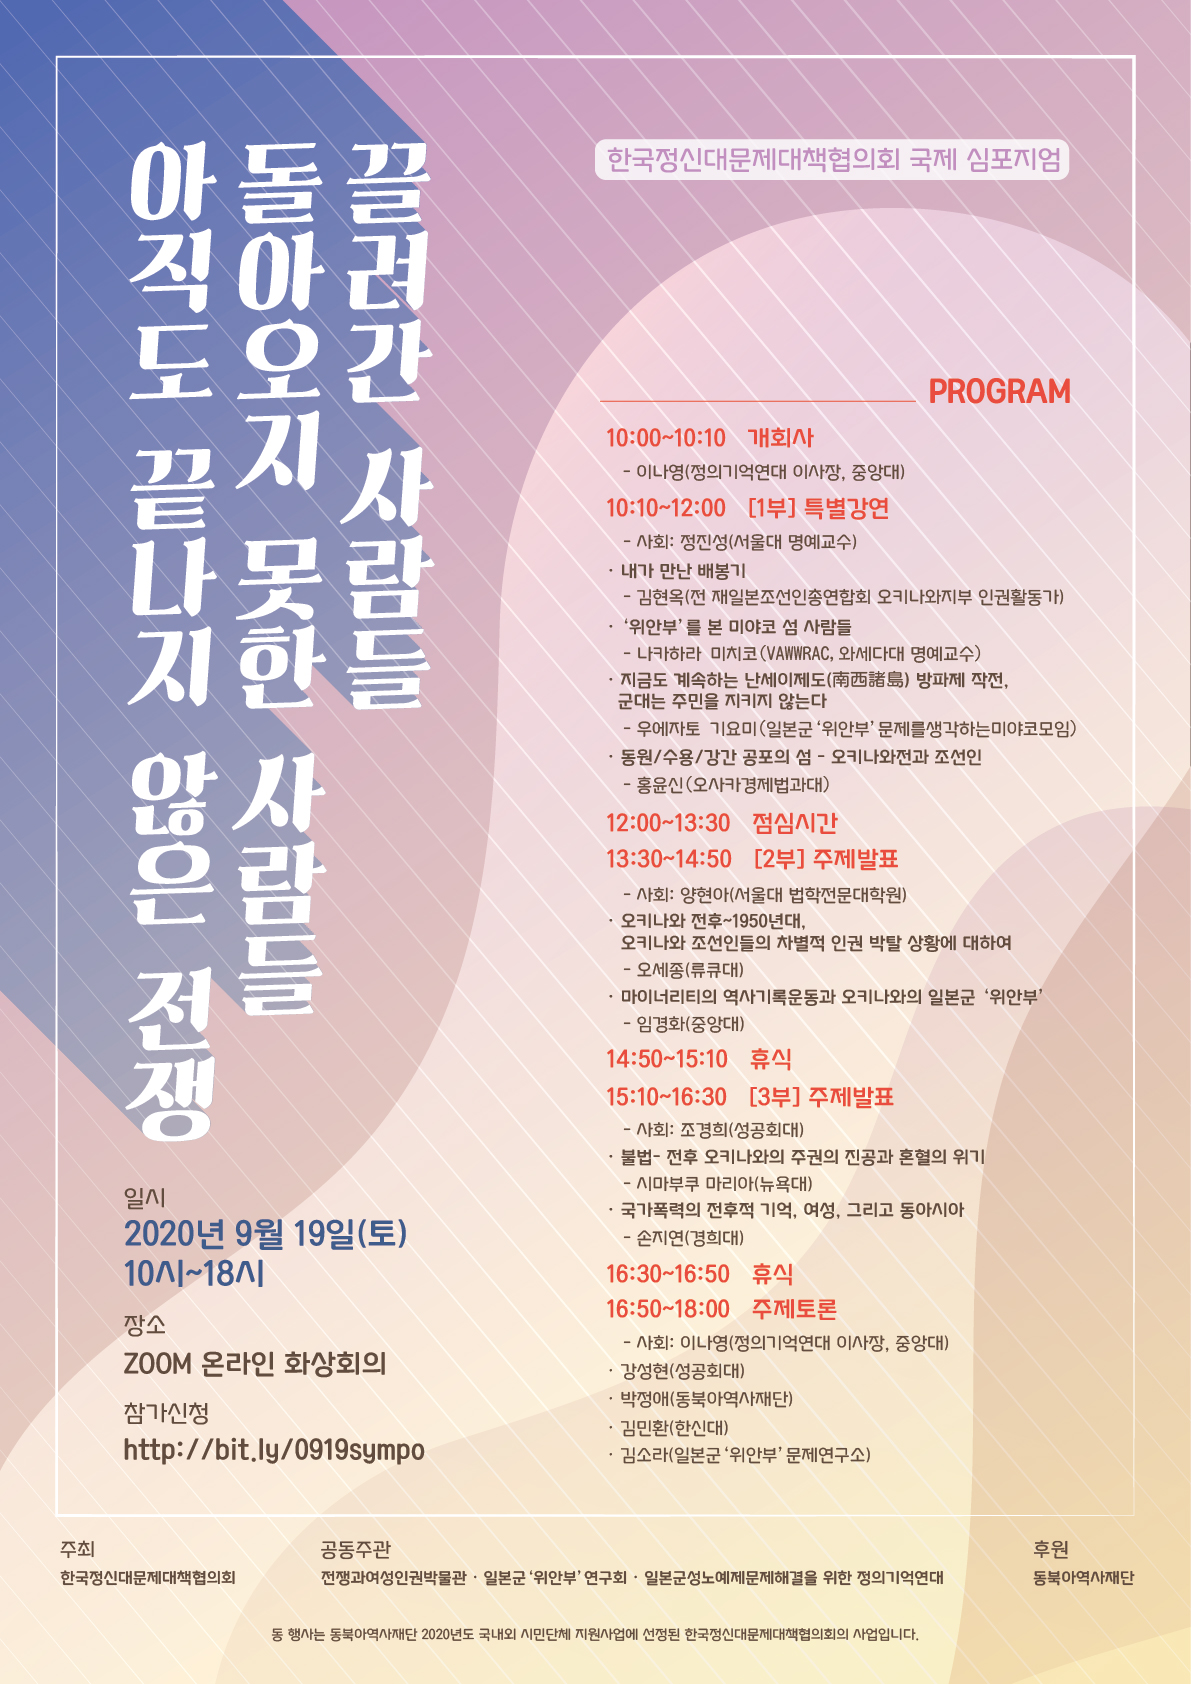 한국정신대문제대책협의회 국제 심포지엄
끌려간 사람들
돌아오지 못한 사람들
아직도 끝나지 않은 전쟁
일시
2020년 9월 19일(토)
10시~18시
장소
ZOOM 온라인 화상회의
참가신청
http://bit.ly/0919sympo
PROGRAM
10:00~10:10 개회사
- 이나영(정의기억연대 이사장, 중앙대)
10:10~12:00 [1부] 특별강연
- 사회: 정진성(서울대 명예교수)
· 내가 만난 배봉기
- 김현옥(전 재일본조선인총연합회 오키나와지부 인권활동가)
· ‘위안부’를 본 미야코 섬 사람들
- 나카하라 미치코(VAWWRAC, 와세다대 명예교수)
· 지금도 계속하는 난세이제도(南西諸島) 방파제 작전,
군대는 주민을 지키지 않는다
- 우에자토 기요미(일본군 ‘위안부’ 문제를생각하는미야코모임)
· 동원/수용/강간 공포의 섬 - 오키나와전과 조선인
- 홍윤신(오사카경제법과대)
12:00~13:30 점심시간
13:30~14:50 [2부] 주제발표
- 사회: 양현아(서울대 법학전문대학원)
· 오키나와 전후~1950년대,
오키나와 조선인들의 차별적 인권 박탈 상황에 대하여
- 오세종(류큐대)
· 마이너리티의 역사기록운동과 오키나와의 일본군 ‘위안부’
- 임경화(중앙대)
14:50~15:10 휴식
15:10~16:30 [3부] 주제발표
- 사회: 조경희(성공회대)
· 불법- 전후 오키나와의 주권의 진공과 혼혈의 위기
- 시마부쿠 마리아(뉴욕대)
· 국가폭력의 전후적 기억, 여성, 그리고 동아시아
- 손지연(경희대)
16:30~16:50 휴식
16:50~18:00 주제토론
- 사회: 이나영(정의기억연대 이사장, 중앙대)
· 강성현(성공회대)
· 박정애(동북아역사재단)
· 김민환(한신대)
· 김소라(일본군 ‘위안부’ 문제연구소)
주최
한국정신대문제대책협의회
공동주관
전쟁과여성인권박물관 · 일본군 ‘위안부’ 연구회 · 일본군성노예제문제해결을 위한 정의기억연대
후원
동북아역사재단
동 행사는 동북아역사재단 2020년도 국내외 시민단체 지원사업에 선정된 한국정신대문제대책협의회의 사업입니다.